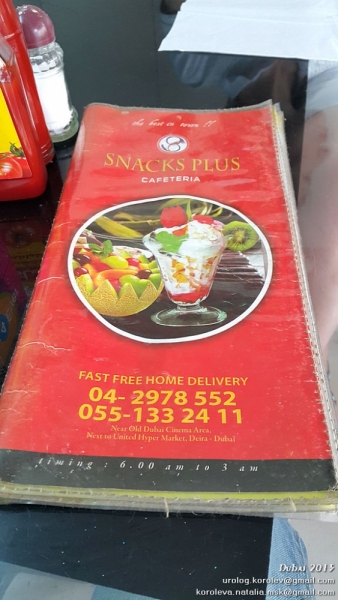 the best in town !!
SNACKS PLUS
CAFETERIA
FAST FREE HOME DELIVERY
04- 2978 552
055-133 24 11
Near Old Dubai Cinema Area,
Next to United Hyper Market, Deira - Dubai
timing : 6.00 am to 3 am
Dubai 2015
urolog.korolev@gmail.com
koroleva.natalia.msk@gmail.com